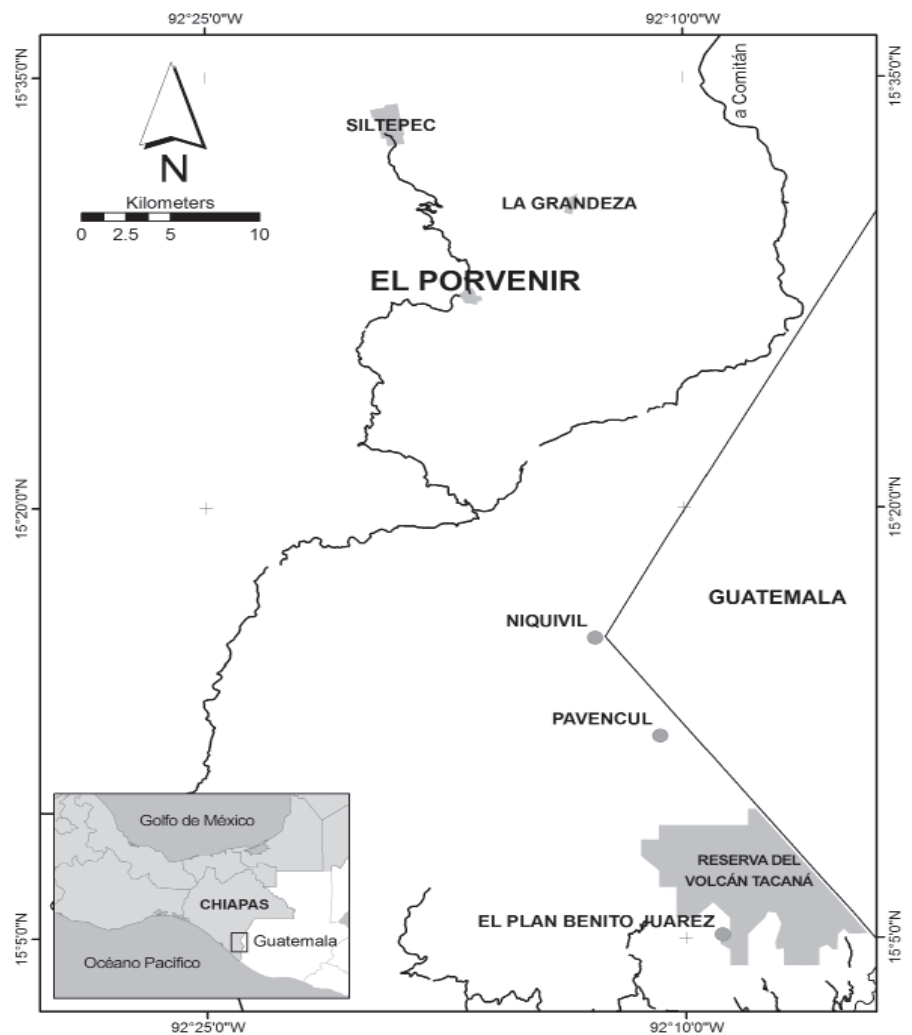 92°25'0"W
92°10'0"W
15°35'0"N
15°35'0"N
a Comitán
SILTEPEC
N
LA GRANDEZA
Kilometers
0 2.5 5 10
EL PORVENIR
15°20'0"N
15°20'0"N
GUATEMALA
NIQUIVIL
PAVENCUL
Golfo de México
RESERVA DEL
VOLCÁN TACANÁ
CHIAPAS
EL PLAN BENITO JUAREZ
Guatemala
15°5'0"N
15°5'0"N
Océano Pacífico
92°25'0"W
92°10'0"W